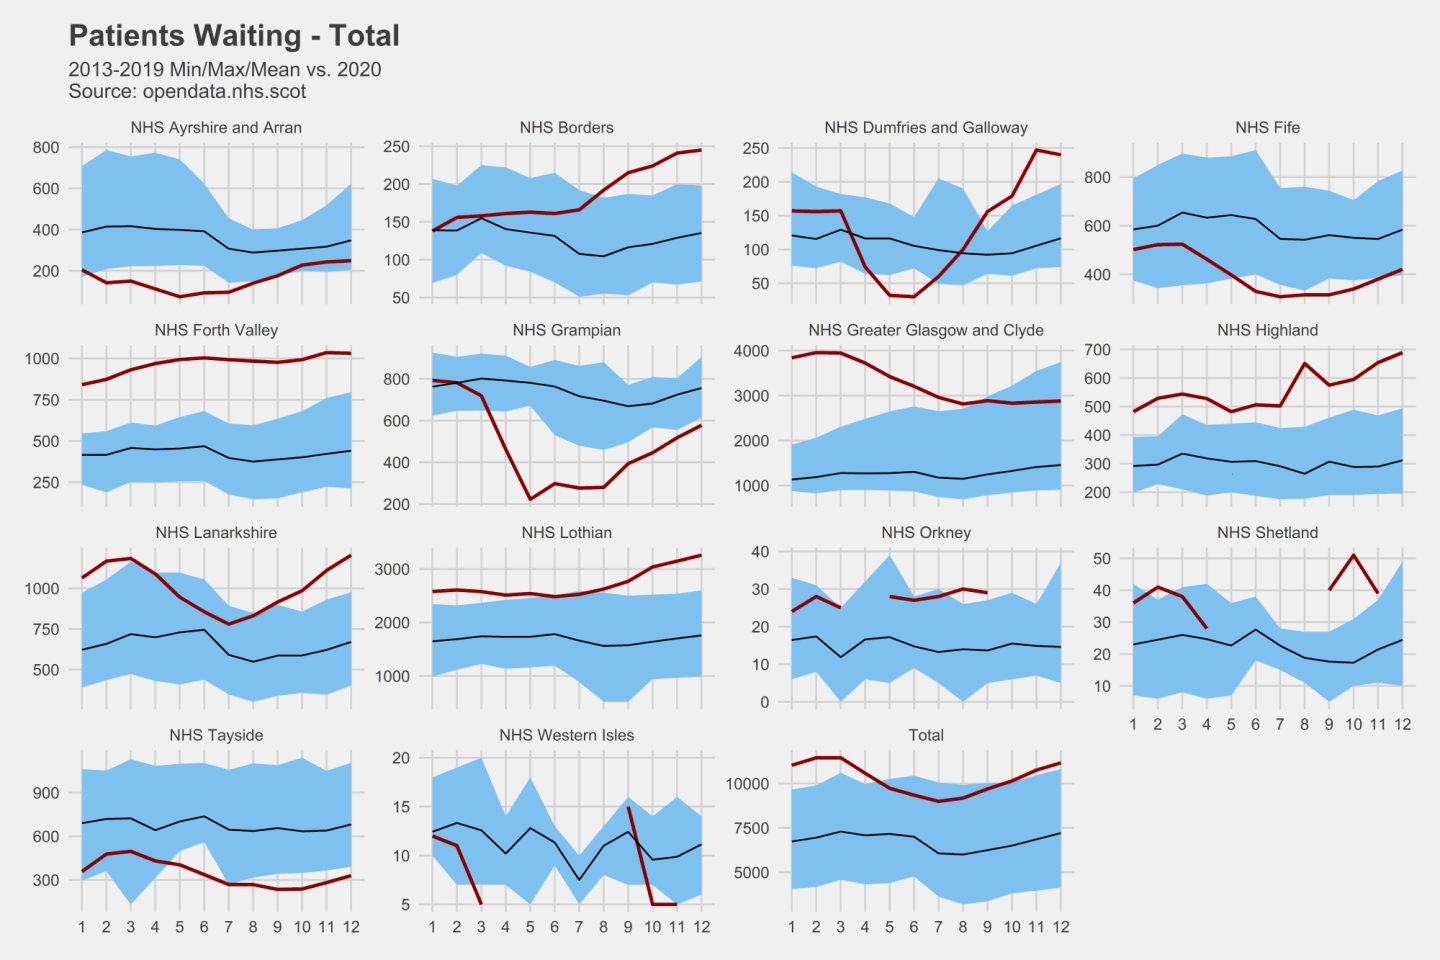 Patients Waiting - Total
2013-2019 Min/Max/Mean vs. 2020
Source: opendata.nhs.scot
NHS Ayrshire and Arran
800
600
400
200
NHS Borders
250
200
150
100
50
NHS Dumfries and Galloway
250
200
150
100
50
NHS Fife
800
600
400
NHS Forth Valley
1000
750
500
250
NHS Grampian
800
600
400
200
NHS Greater Glasgow and Clyde
4000
3000
2000
1000
NHS Highland
700
600
500
400
300
200
NHS Lanarkshire
1000
750
500
NHS Lothian
3000
2000
1000
NHS Orkney
40
30
20
10
0
NHS Shetland
50
40
30
20
10
1 2 3 4 5 6 7 8 9 10 11 12
NHS Tayside
900
600
300
1 2 3 4 5 6 7 8 9 10 11 12
NHS Western Isles
20
15
10
5
1 2 3 4 5 6 7 8 9 10 11 12
Total
10000
7500
5000
1 2 3 4 5 6 7 8 9 10 11 12